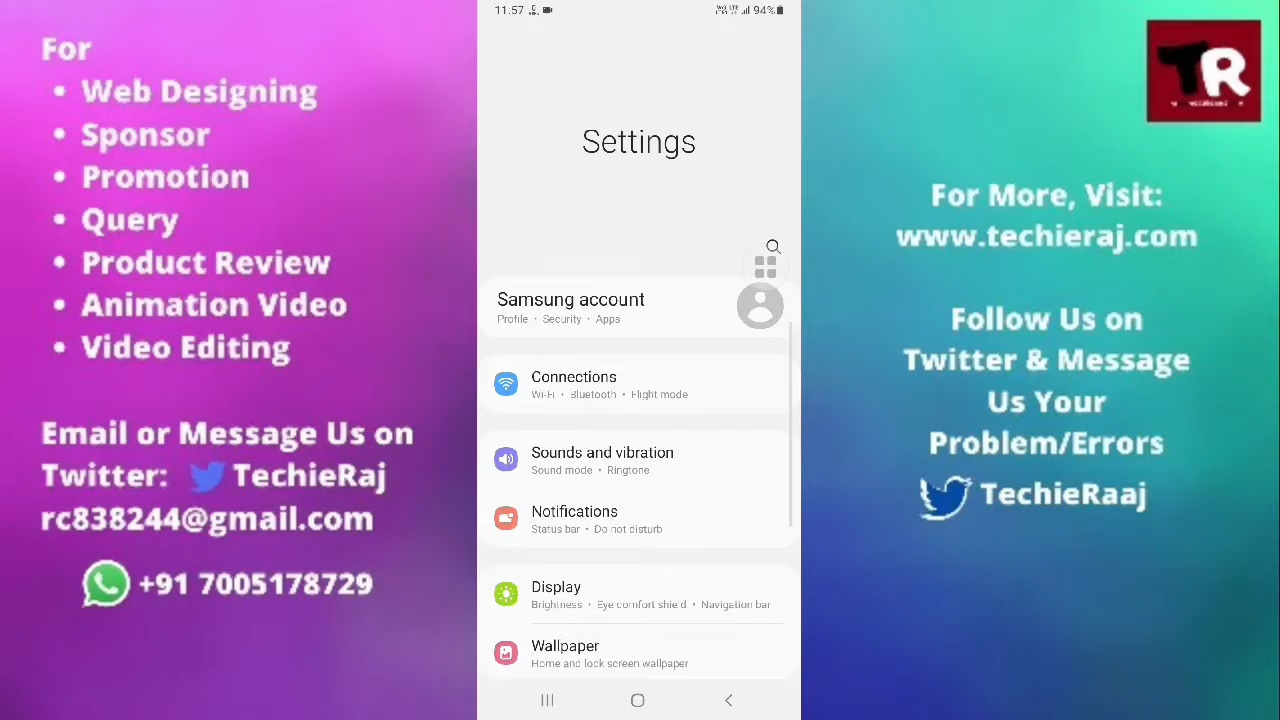 For
• Web Designing
• Sponsor
• Promotion
• Query
• Product Review
• Animation Video
• Video Editing
Email or Message Us on
Twitter: TechieRaj
rc838244@gmail.com
+91 7005178729
11:57
94%
Settings
Samsung account
Profile • Security • Apps
Connections
Wi-Fi • Bluetooth • Flight mode
Sounds and vibration
Sound mode • Ringtone
Notifications
Status bar • Do not disturb
Display
Brightness • Eye comfort shield • Navigation bar
Wallpaper
Home and lock screen wallpaper
TR
For More, Visit:
www.techieraj.com
Follow Us on
Twitter & Message
Us Your
Problem/Errors
TechieRaaj